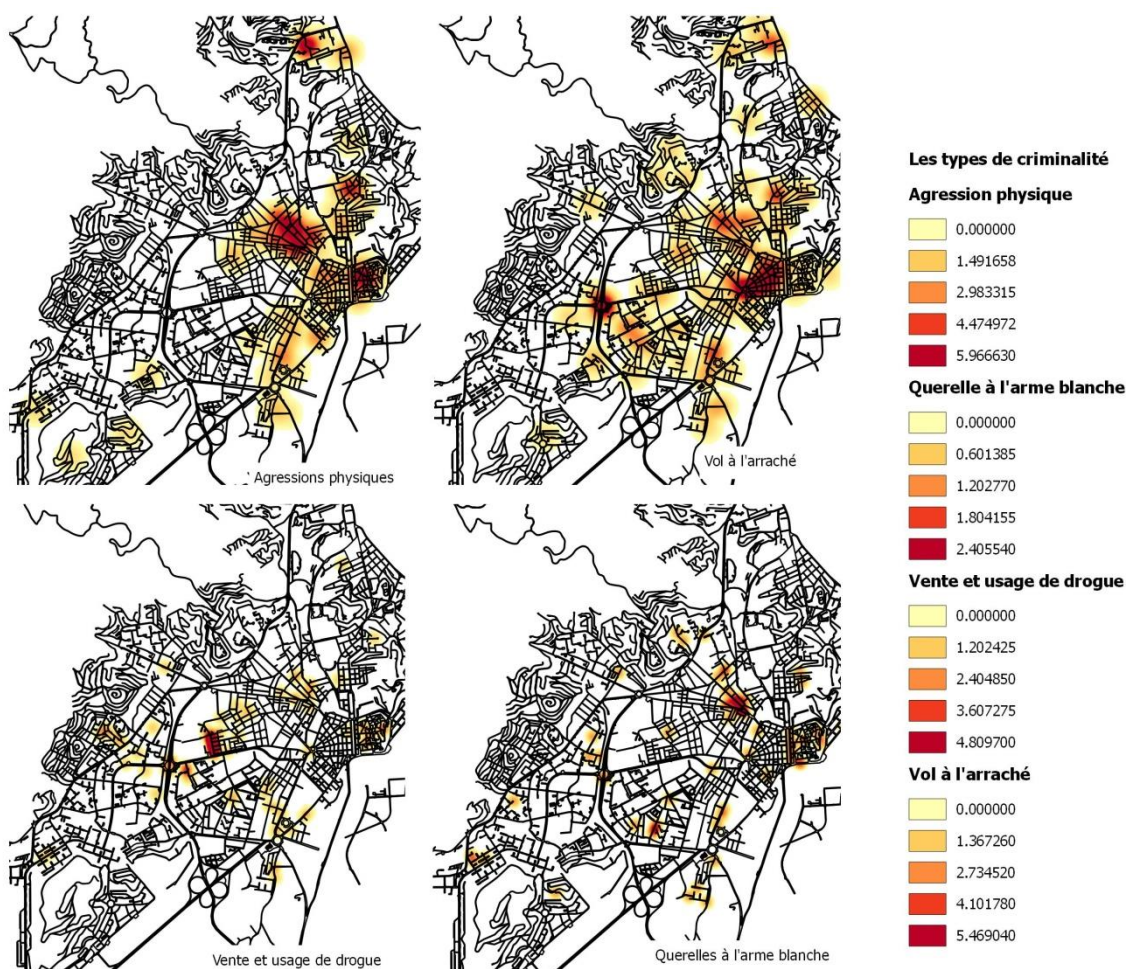 Agressions physiques
Vol à l'arraché
Vente et usage de drogue
Querelles à l'arme blanche
Les types de criminalité
Agression physique
0.000000
1.491658
2.983315
4.474972
5.966630
Querelle à l'arme blanche
0.000000
0.601385
1.202770
1.804155
2.405540
Vente et usage de drogue
0.000000
1.202425
2.404850
3.607275
4.809700
Vol à l'arraché
0.000000
1.367260
2.734520
4.101780
5.469040